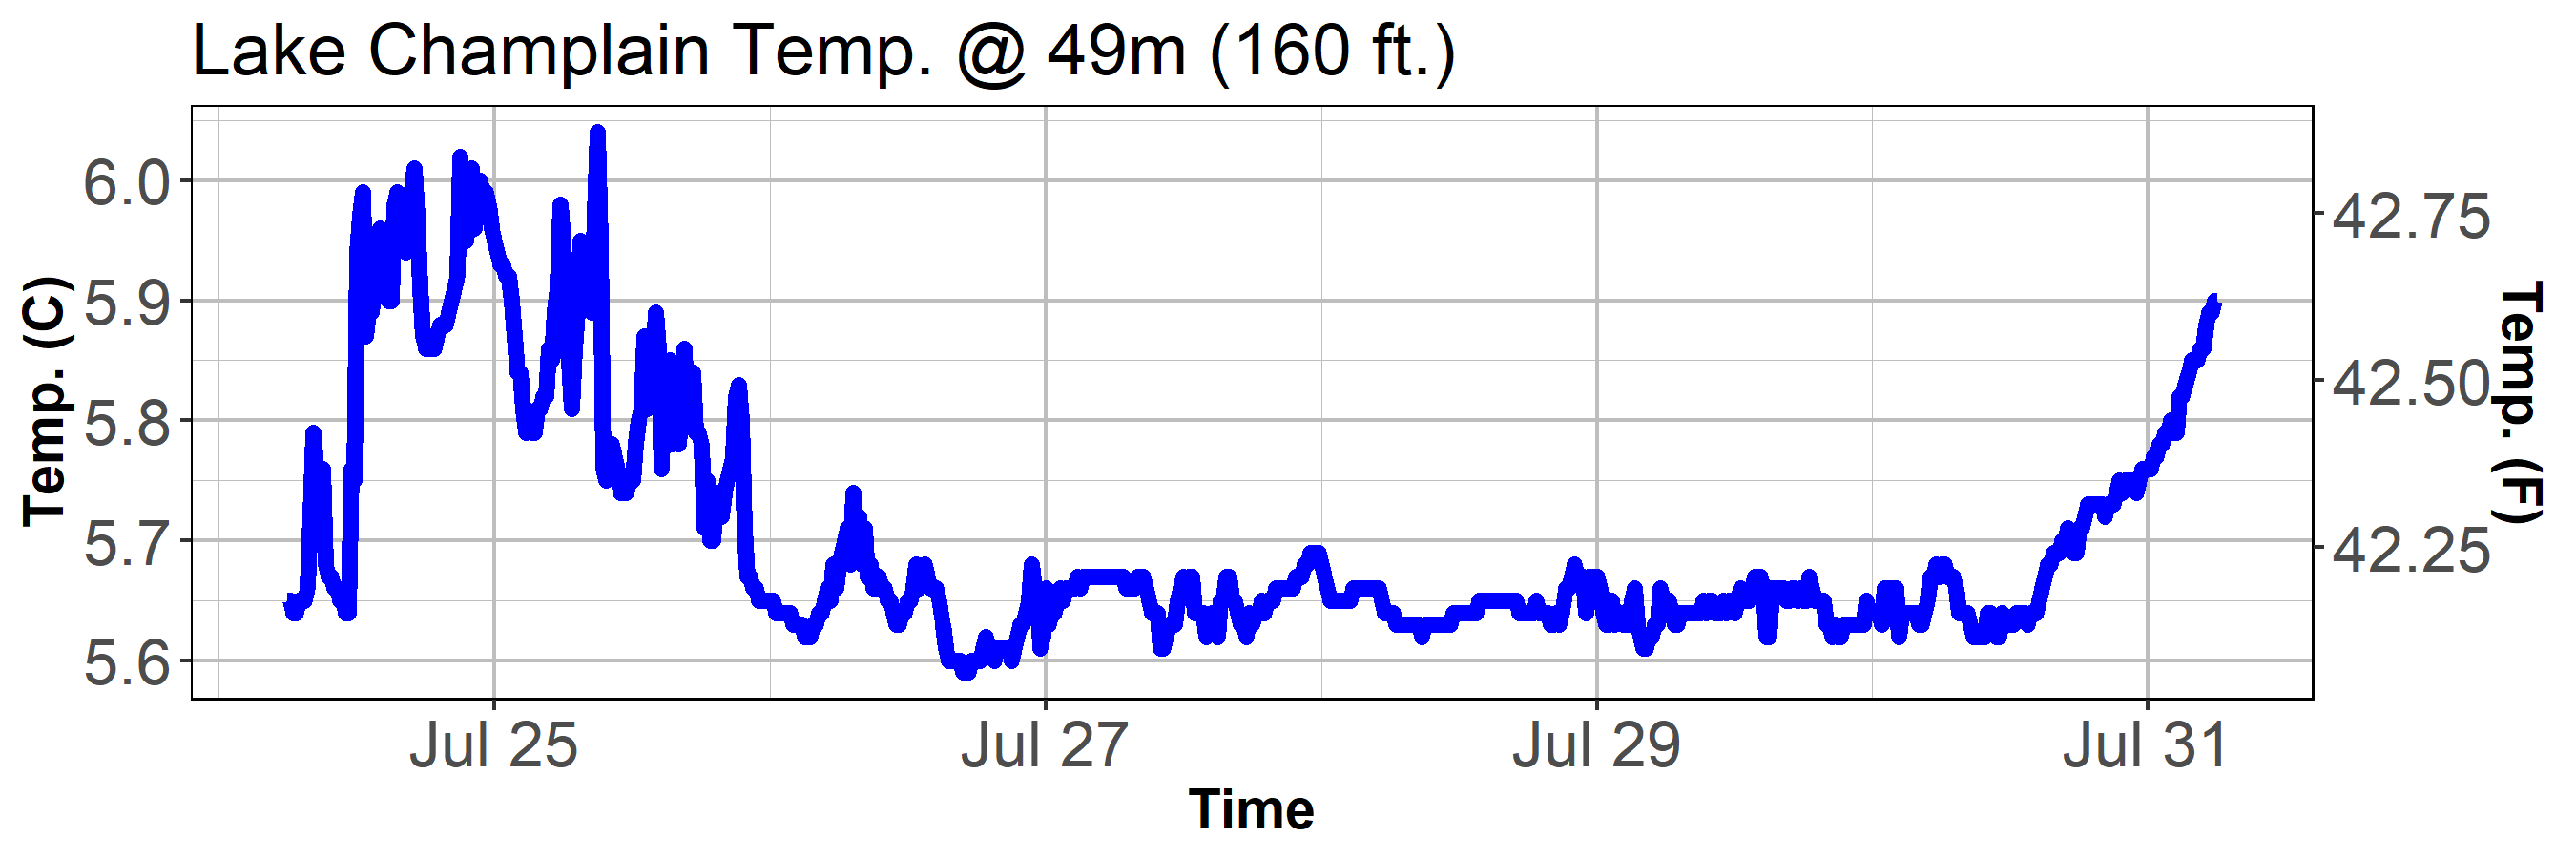 Lake Champlain Temp. @ 49m (160 ft.)
Temp. (C)
6.0
5.9
5.8
5.7
5.6
42.75
42.50
42.25
Temp. (F)
Jul 25
Jul 27
Jul 29
Jul 31
Time